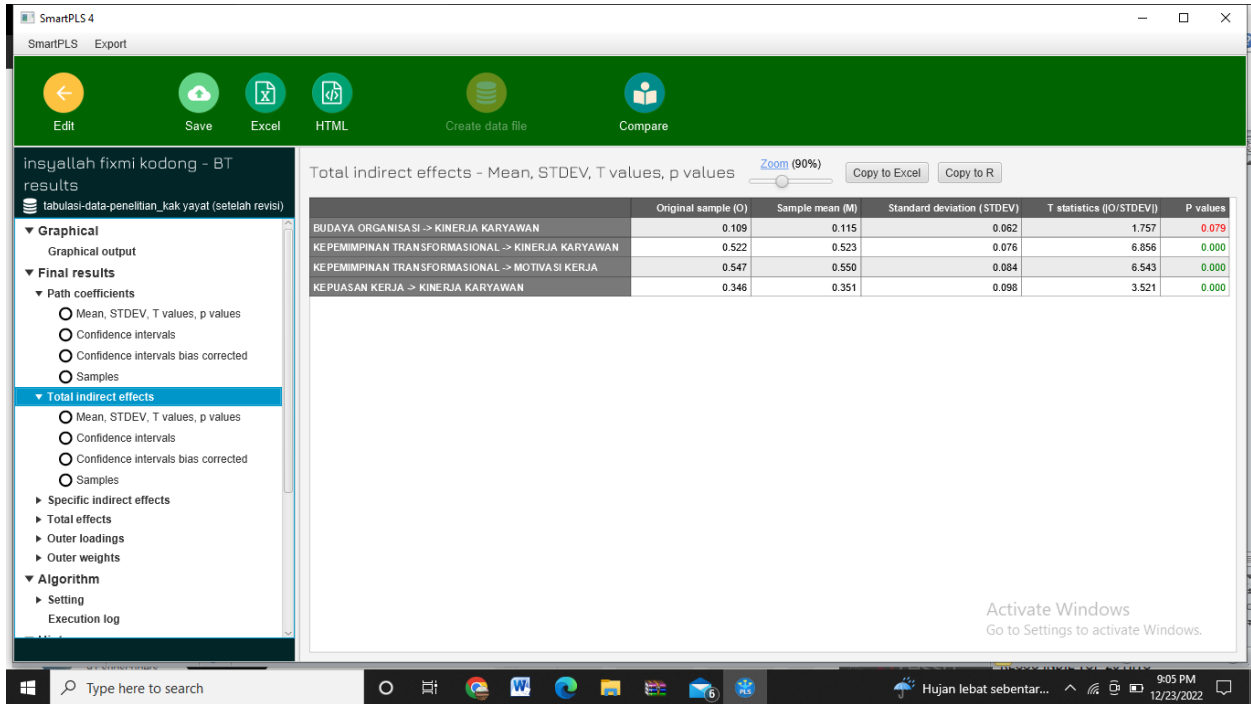 SmartPLS 4
SmartPLS Export
Edit Save Excel HTML Create data file Compare
insyallah fixmi kodong - BT
results
tabulasi-data-penelitian_kak yayat (setelah revisi)
Graphical
Graphical output
Final results
Path coefficients
Mean, STDEV, T values, p values
Confidence intervals
Confidence intervals bias corrected
Samples
Total indirect effects
Mean, STDEV, T values, p values
Confidence intervals
Confidence intervals bias corrected
Samples
Specific indirect effects
Total effects
Outer loadings
Outer weights
Algorithm
Setting
Execution log
Total indirect effects - Mean, STDEV, T values, p values Zoom (90%) Copy to Excel Copy to R
Original sample (O) Sample mean (M) Standard deviation (STDEV) T statistics (|O/STDEV|) P values
BUDAYA ORGANISASI -> KINERJA KARYAWAN 0.109 0.115 0.062 1.757 0.079
KEPEMIMPINAN TRANSFORMASIONAL -> KINERJA KARYAWAN 0.522 0.523 0.076 6.856 0.000
KEPEMIMPINAN TRANSFORMASIONAL -> MOTIVASI KERJA 0.547 0.550 0.084 6.543 0.000
KEPUASAN KERJA -> KINERJA KARYAWAN 0.346 0.351 0.098 3.521 0.000
Activate Windows
Go to Settings to activate Windows.
Type here to search
6
PLS
Hujan lebat sebentar...
9:05 PM
12/23/2022